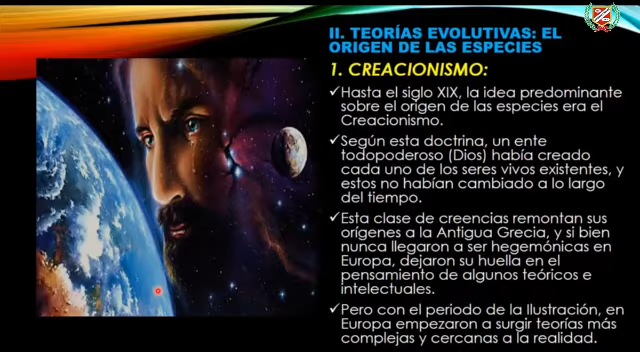 II. TEORÍAS EVOLUTIVAS: EL
ORIGEN DE LAS ESPECIES
1. CREACIONISMO:
✓Hasta el siglo XIX, la idea predominante
sobre el origen de las especies era el
Creacionismo.
✓Según esta doctrina, un ente
todopoderoso (Dios) había creado
cada uno de los seres vivos existentes, y
estos no habían cambiado a lo largo
del tiempo.
✓Esta clase de creencias remontan sus
orígenes a la Antigua Grecia, y si bien
nunca llegaron a ser hegemónicas en
Europa, dejaron su huella en el
pensamiento de algunos teóricos e
intelectuales.
✓Pero con el periodo de la Ilustración, en
Europa empezaron a surgir teorías más
complejas y cercanas a la realidad.